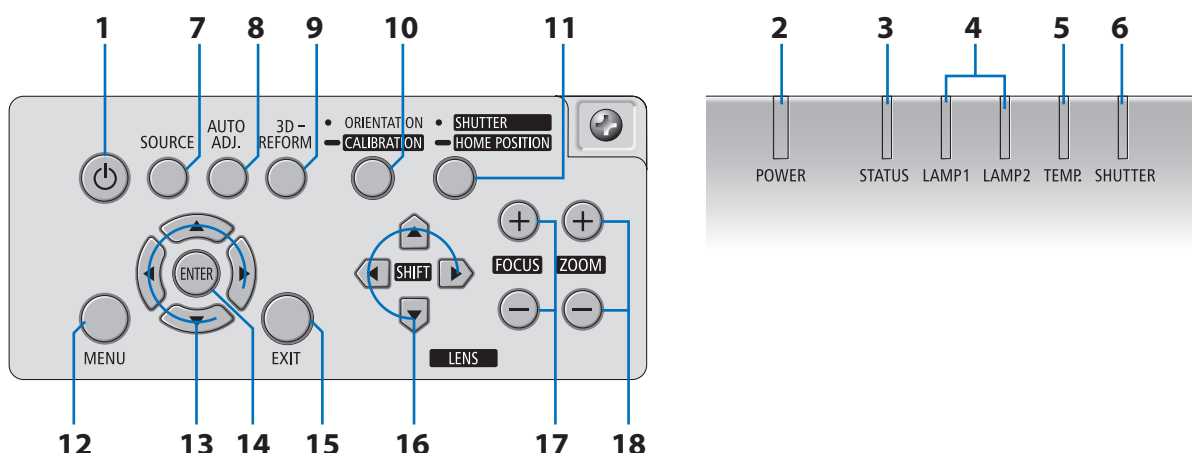 1 7 8 9 10 11
2 3 4 5 6
SOURCE
AUTO
ADJ.
3D –
REFORM
• ORIENTATION
CALIBRATION
• SHUTTER
HOME POSITION
ENTER
SHIFT
FOCUS
ZOOM
MENU
EXIT
LENS
POWER
STATUS
LAMP1
LAMP2
TEMP.
SHUTTER
12 13 14 15 16 17 18